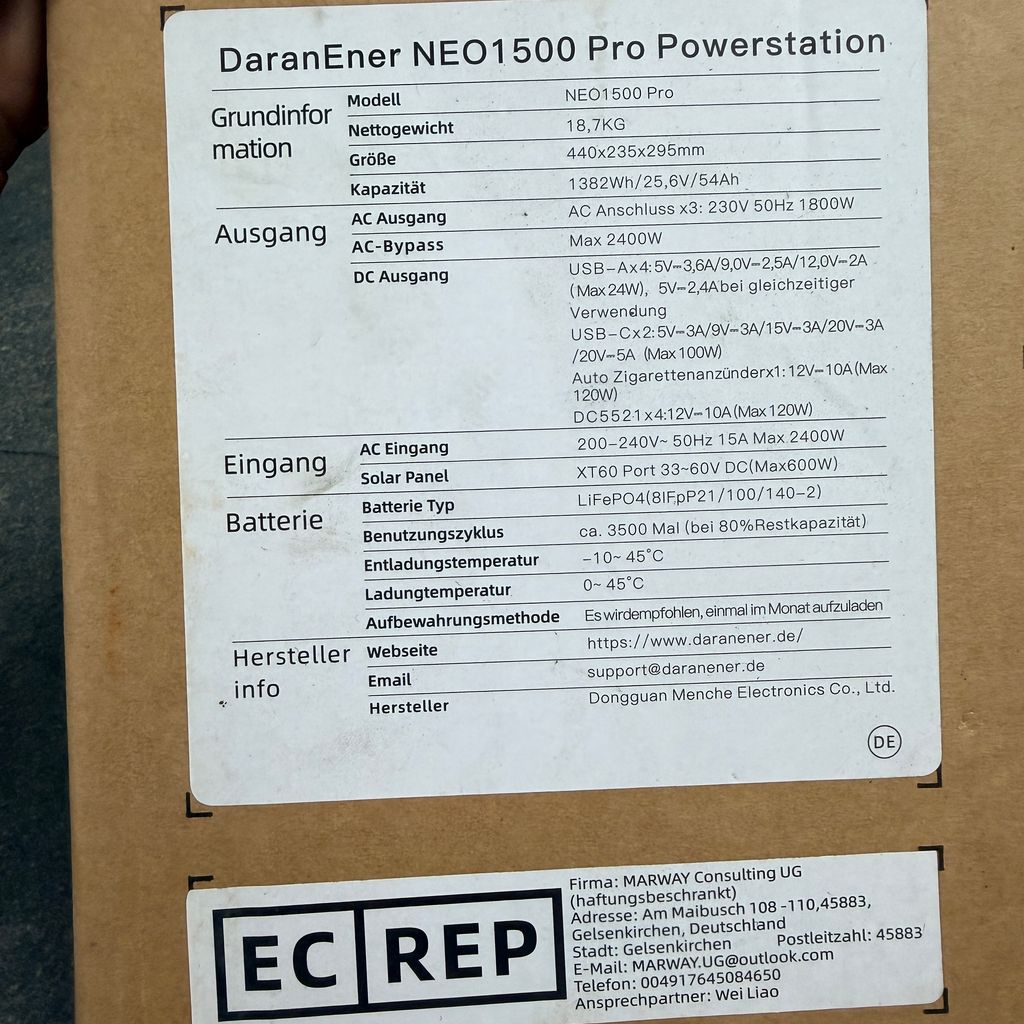 DaranEner NEO1500 Pro Powerstation
Grundinfor
mation
Modell NEO1500 Pro
Nettogewicht 18,7KG
Größe 440x235x295mm
Kapazität 1382Wh/25,6V/54Ah
Ausgang
AC Ausgang AC Anschluss x3: 230V 50Hz 1800W
AC-Bypass Max 2400W
DC Ausgang USB-Ax4:5V⎓3,6A/9,0V⎓2,5A/12,0V⎓2A
(Max24W), 5V⎓2,4Abei gleichzeitiger
Verwendung
USB-Cx2:5V⎓3A/9V⎓3A/15V⎓3A/20V⎓3A
/20V⎓5A (Max100W)
Auto Zigarettenanzünderx1:12V⎓10A(Max
120W)
DC5521x4:12V⎓10A(Max120W)
Eingang
AC Eingang 200-240V~ 50Hz 15A Max 2400W
Solar Panel XT60 Port 33~60V DC(Max600W)
Batterie
Batterie Typ LiFePO4(8IFpP21/100/140-2)
Benutzungszyklus ca. 3500 Mal (bei 80%Restkapazität)
Entladungstemperatur -10~ 45°C
Ladungtemperatur 0~ 45°C
Aufbewahrungsmethode Eswirdempfohlen,einmal im Monat aufzuladen
Hersteller
info
Webseite https://www.daranener.de/
Email support@daranener.de
Hersteller Dongguan Menche Electronics Co., Ltd.
DE
EC REP
Firma: MARWAY Consulting UG
(haftungsbeschrankt)
Adresse: Am Maibusch 108 -110,45883,
Gelsenkirchen, Deutschland
Stadt: Gelsenkirchen Postleitzahl: 45883
E-Mail: MARWAY.UG@outlook.com
Telefon: 004917645084650
Ansprechpartner: Wei Liao